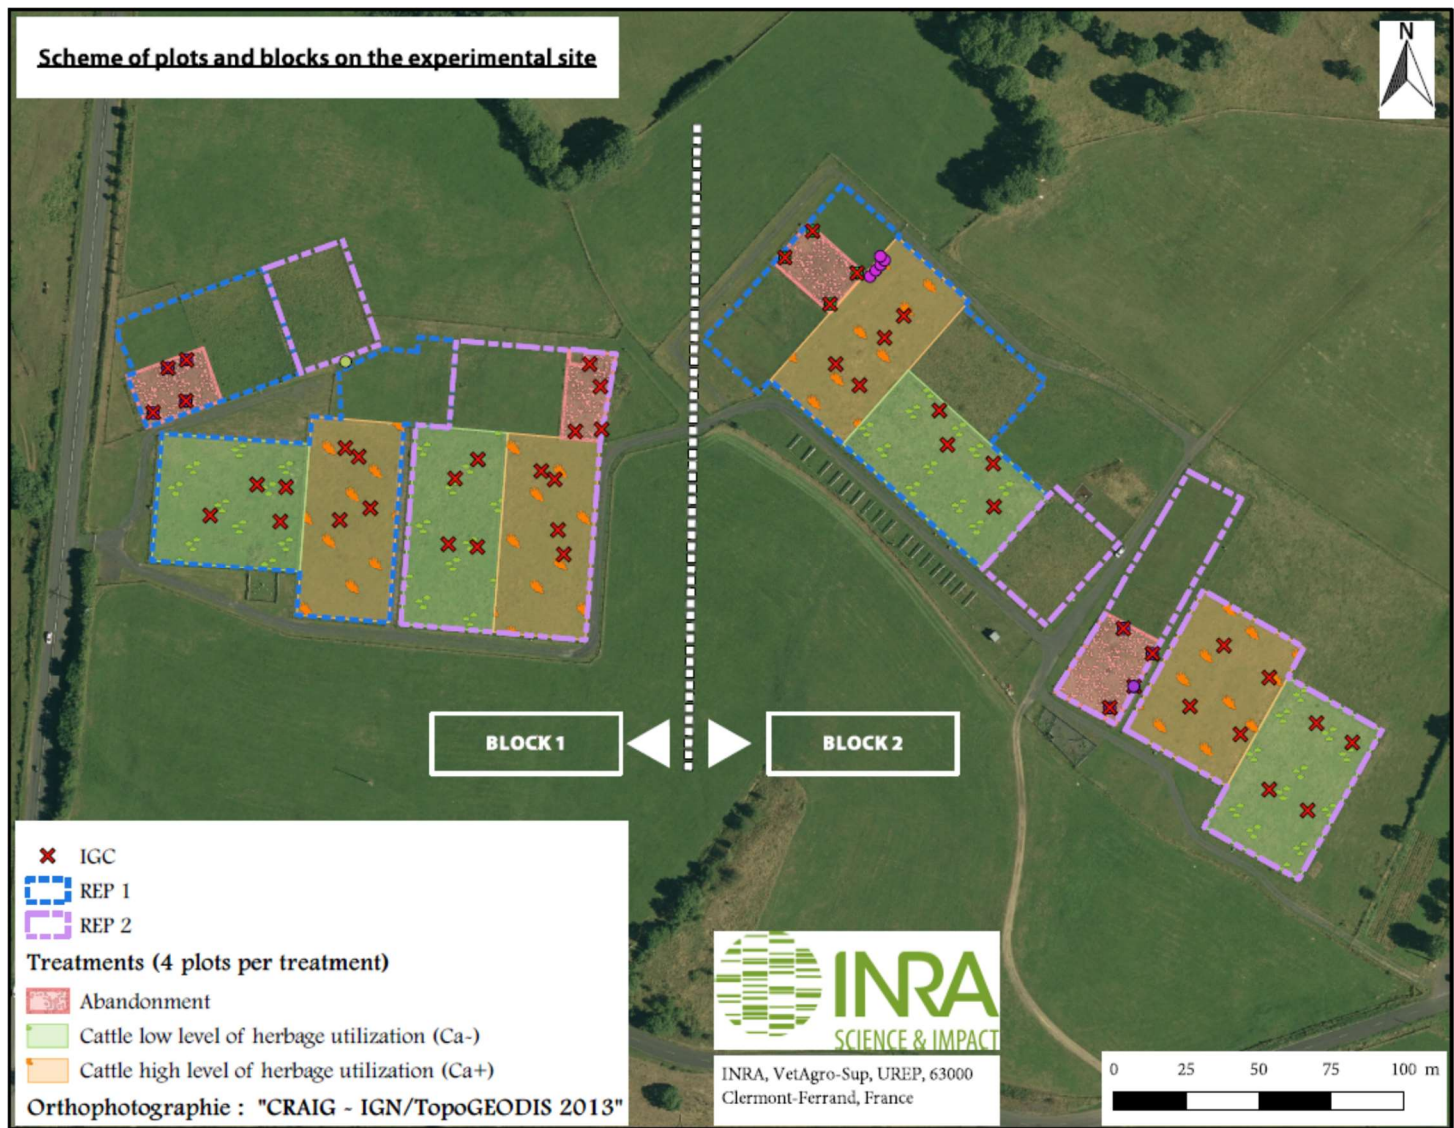 Scheme of plots and blocks on the experimental site
N
BLOCK 1
BLOCK 2
IGC
REP 1
REP 2
Treatments (4 plots per treatment)
Abandonment
Cattle low level of herbage utilization (Ca-)
Cattle high level of herbage utilization (Ca+)
Orthophotographie : "CRAIG - IGN/TopoGEODIS 2013"
INRA
SCIENCE & IMPACT
INRA, VetAgro-Sup, UREP, 63000
Clermont-Ferrand, France
0 25 50 75 100 m